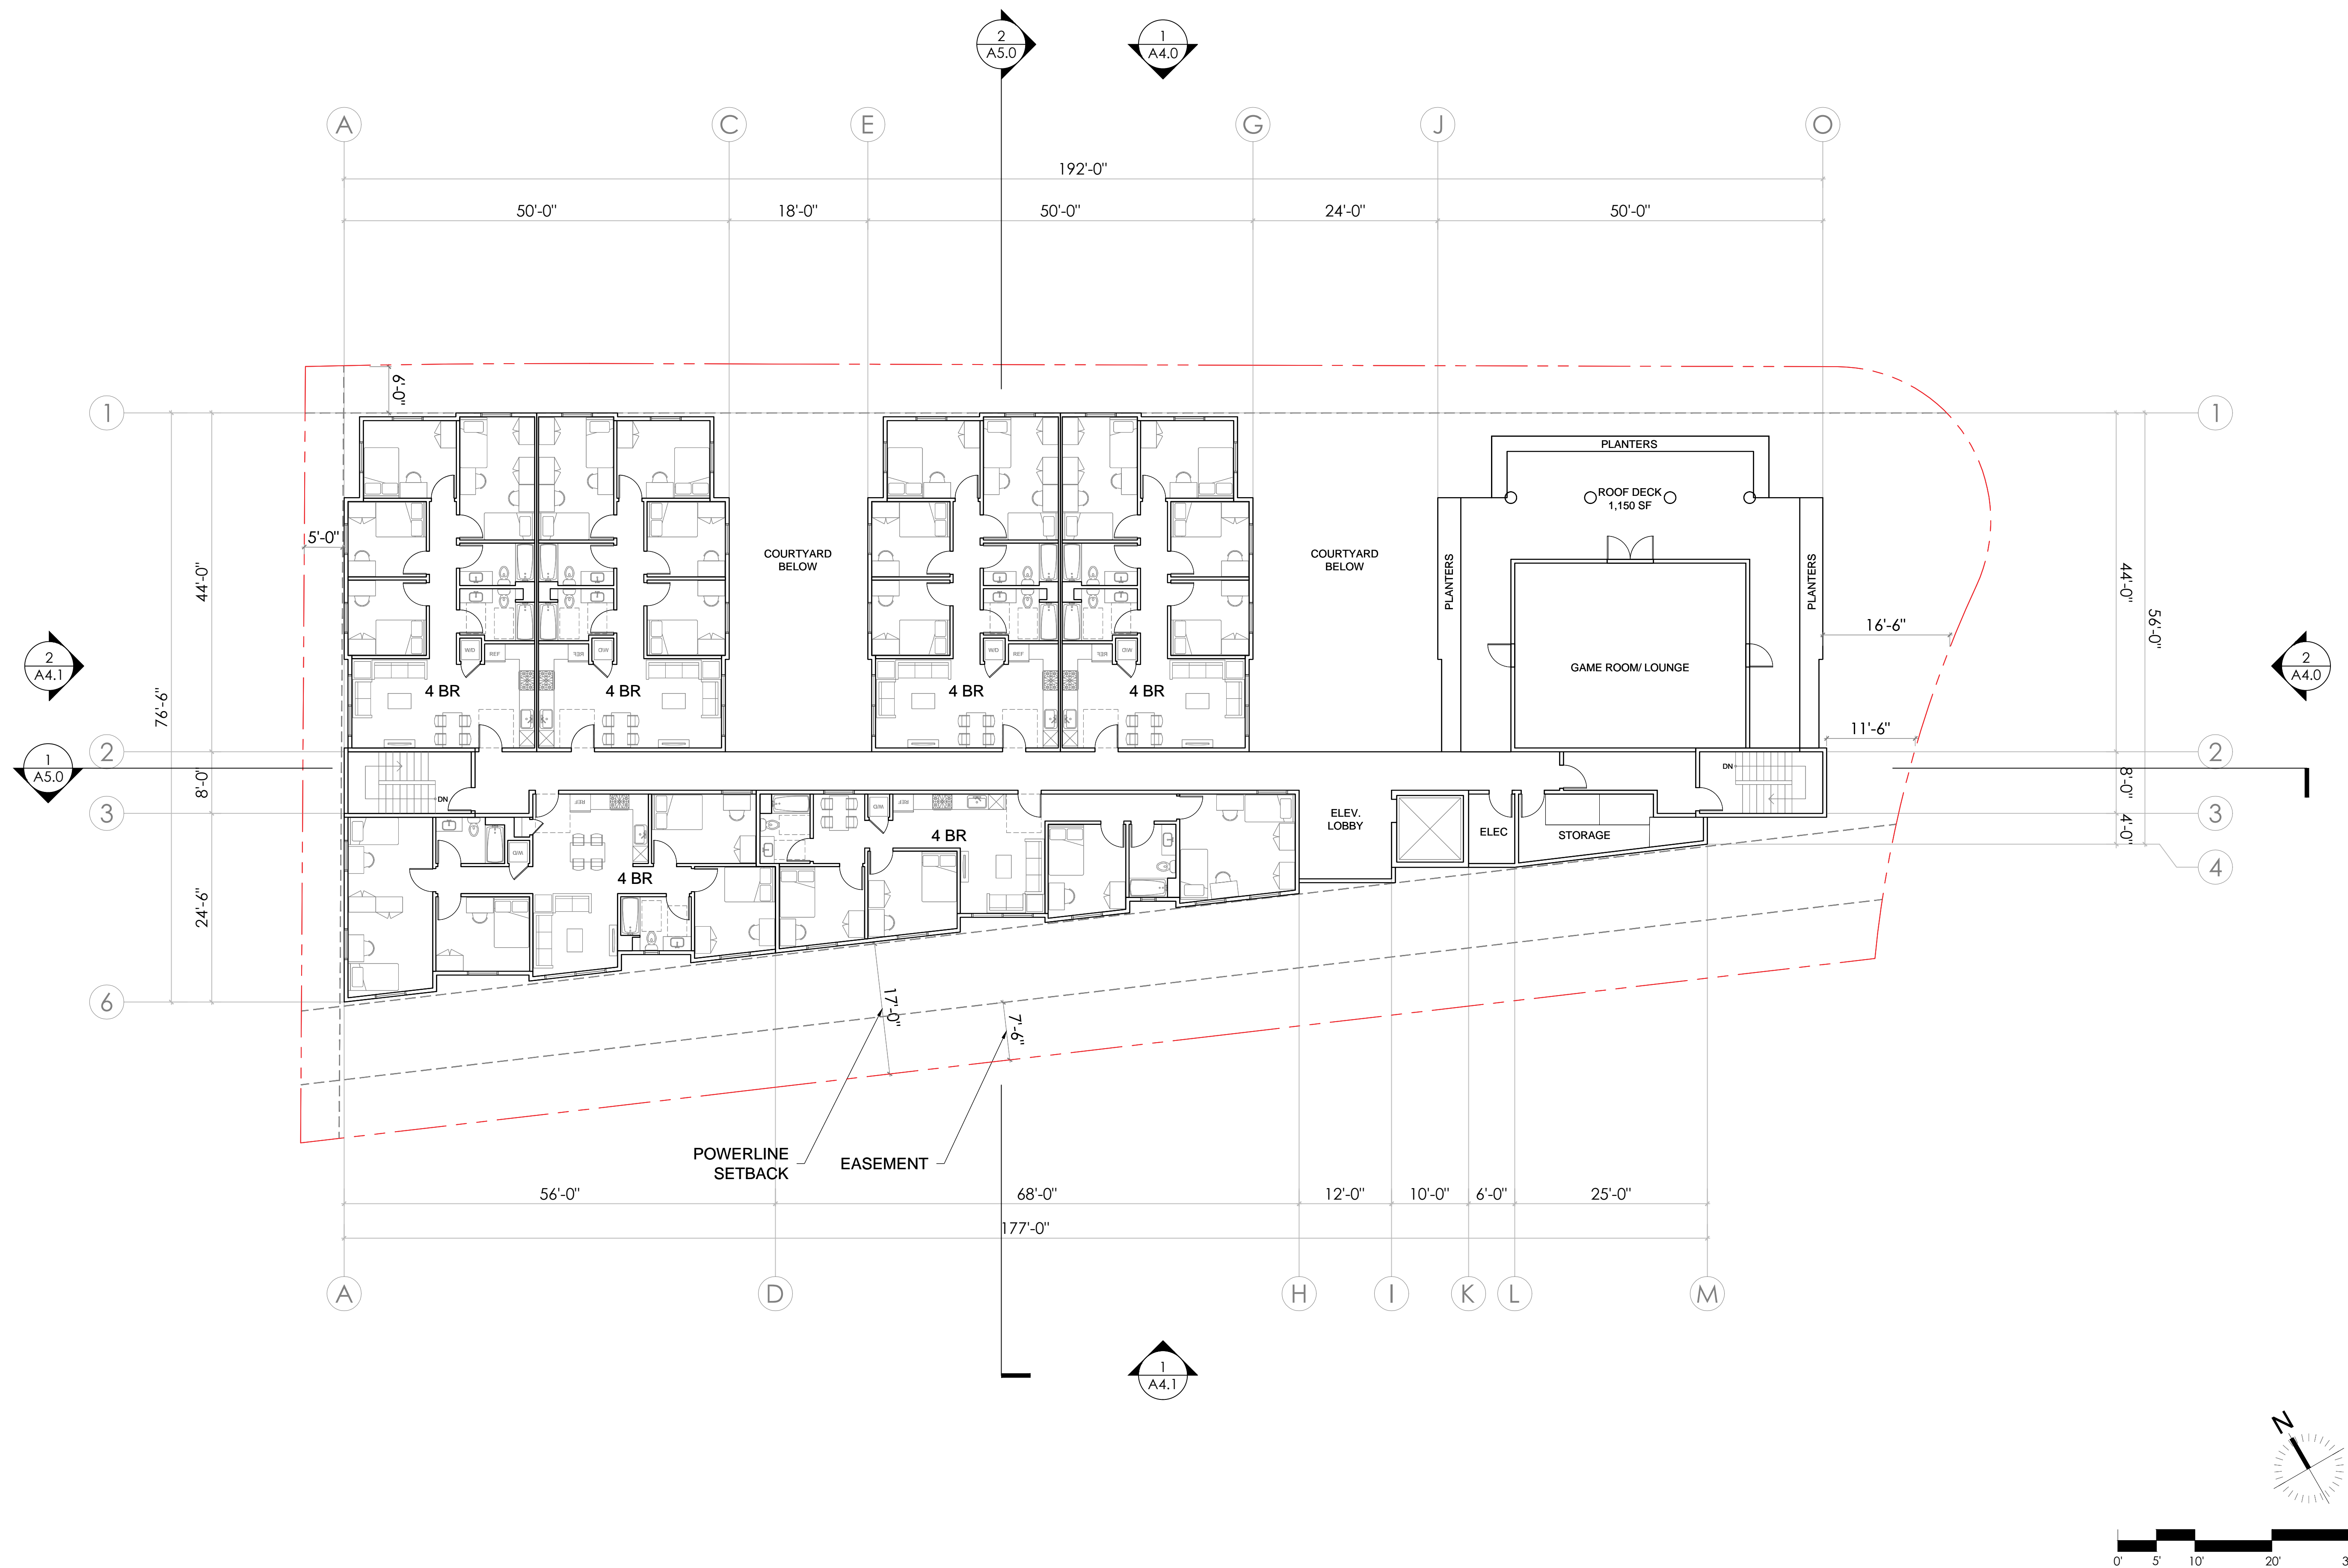 2
A5.0
1
A4.0
A
C
E
G
J
O
192'-0"
50'-0"
18'-0"
50'-0"
24'-0"
50'-0"
6'-0"
1
1
PLANTERS
ROOF DECK
1,150 SF
5'-0"
COURTYARD
BELOW
COURTYARD
BELOW
PLANTERS
PLANTERS
44'-0"
44'-0"
56'-0"
16'-6"
W/D
REF
REF
W/D
W/D
REF
REF
W/D
2
A4.1
GAME ROOM/ LOUNGE
2
A4.0
4 BR
4 BR
4 BR
4 BR
76'-6"
11'-6"
2
2
1
A5.0
8'-0"
DN
DN
8'-0"
3
3
REF
W/D
REF
ELEV.
LOBBY
ELEC
STORAGE
4'-0"
4 BR
W/D
4 BR
4
24'-6"
6
17'-0"
7'-6"
POWERLINE
SETBACK
EASEMENT
56'-0"
68'-0"
12'-0"
10'-0"
6'-0"
25'-0"
177'-0"
A
D
H
I
K
L
M
1
A4.1
N
0'
5'
10'
20'